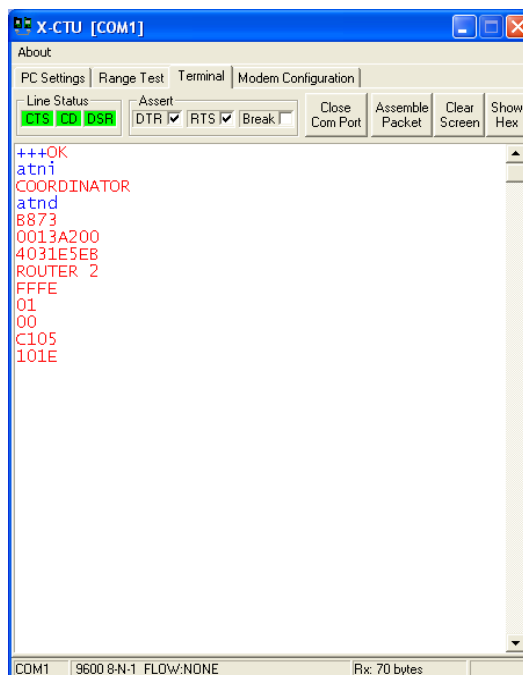 X-CTU [COM1]
About
PC Settings Range Test Terminal Modem Configuration
Line Status Assert
CTS CD DSR DTR RTS Break
Close Com Port Assemble Packet Clear Screen Show Hex
+++OK
atni
COORDINATOR
atnd
B873
0013A200
4031E5EB
ROUTER 2
FFFE
01
00
C105
101E
COM1 9600 8-N-1 FLOW:NONE Rx: 70 bytes